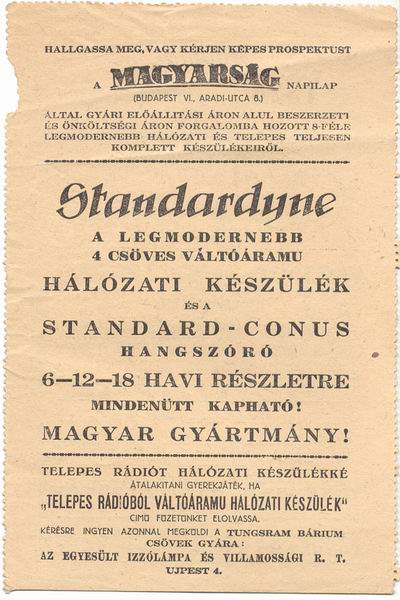 HALLGASSA MEG, VAGY KÉRJEN KÉPES PROSPEKTUST
A MAGYARSÁG NAPILAP
(BUDAPEST VI., ARADI-UTCA 8.)
ÁLTAL GYÁRI ELŐÁLLITÁSI ÁRON ALUL BESZERZETT
ÉS ÖNKÖLTSÉGI ÁRON FORGALOMBA HOZOTT 8-FÉLE
LEGMODERNEBB HÁLÓZATI ÉS TELEPES TELJESEN
KOMPLETT KÉSZÜLÉKEIRŐL.
Standardyne
A LEGMODERNEBB
4 CSÖVES VÁLTÓÁRAMU
HÁLÓZATI KÉSZÜLÉK
ÉS A
STANDARD-CONUS
HANGSZÓRÓ
6—12—18 HAVI RÉSZLETRE
MINDENÜTT KAPHATÓ!
MAGYAR GYÁRTMÁNY!
TELEPES RÁDIÓT HÁLÓZATI KÉSZÜLÉKKÉ
ÁTALAKITANI GYEREKJÁTÉK, HA
„TELEPES RÁDIÓBÓL VÁLTÓÁRAMU HÁLÓZATI KÉSZÜLÉK"
CIMÜ FÜZETÜNKET ELOLVASSA.
KÉRÉSRE INGYEN AZONNAL MEGKÜLDI A TUNGSRAM BÁRIUM
CSÖVEK GYÁRA:
AZ EGYESÜLT IZZÓLÁMPA ÉS VILLAMOSSÁGI R. T.
UJPEST 4.